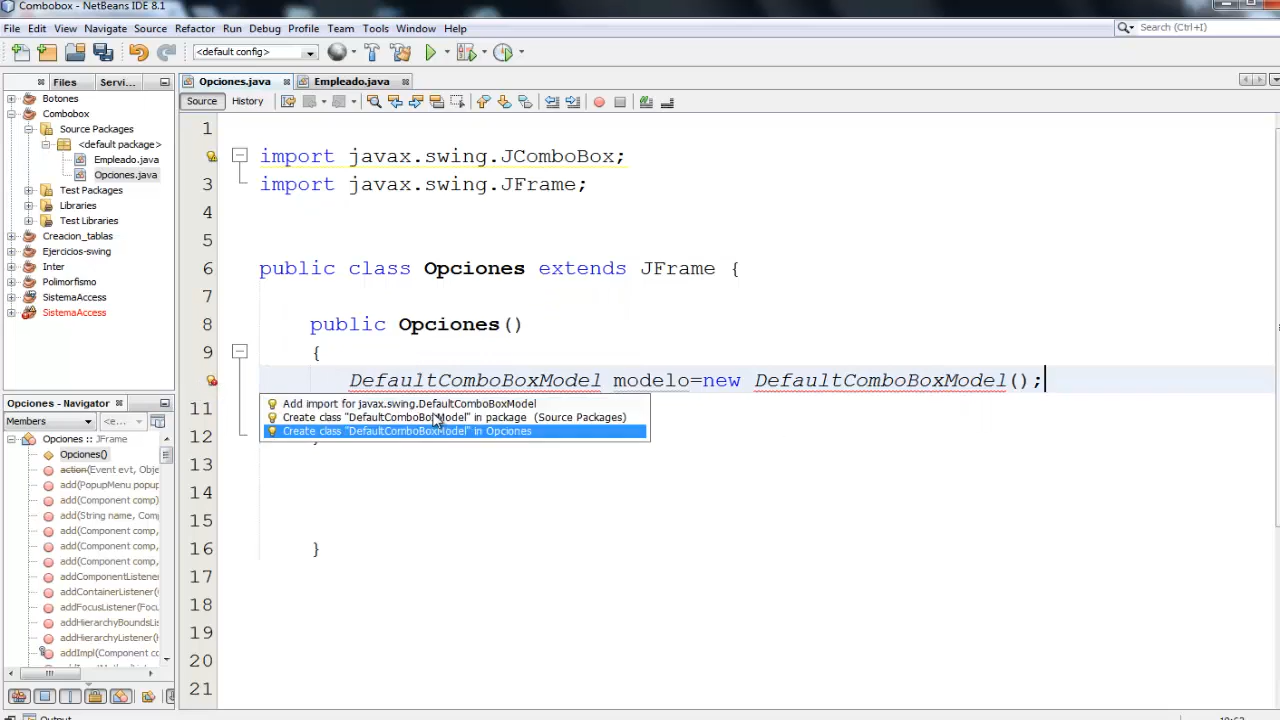 Combobox - NetBeans IDE 8.1
File Edit View Navigate Source Refactor Run Debug Profile Team Tools Window Help
Search (Ctrl+I)
<default config>
Files Servi...
Opciones.java Empleado.java
Source History
Botones
Combobox
Source Packages
<default package>
Empleado.java
Opciones.java
Test Packages
Libraries
Test Libraries
Creacion_tablas
Ejercicios-swing
Inter
Polimorfismo
SistemaAccess
SistemaAccess
Opciones - Navigator
Members <e...
Opciones :: JFrame
Opciones()
action(Event evt, Obje
add(PopupMenu popup
add(Component comp)
add(String name, Com
add(Component comp,
add(Component comp,
add(Component comp,
addComponentListener
addContainerListener(
addFocusListener(Focu
addHierarchyBoundsLis
addHierarchyListener(H
addImpl(Component co
1
import javax.swing.JComboBox;
3 import javax.swing.JFrame;
4
5
6 public class Opciones extends JFrame {
7
8 public Opciones()
9 {
DefaultComboBoxModel modelo=new DefaultComboBoxModel();
Add import for javax.swing.DefaultComboBoxModel
11
Create class "DefaultComboBoxModel" in package (Source Packages)
Create class "DefaultComboBoxModel" in Opciones
12 }
13
14
15
16 }
17
18
19
20
21
Output